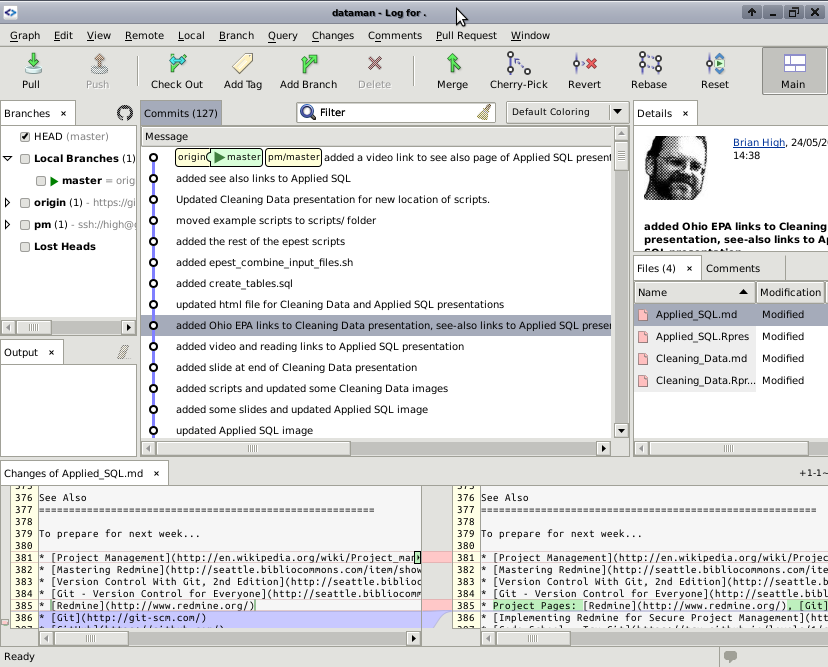 dataman - Log for .
Graph Edit View Remote Local Branch Query Changes Comments Pull Request Window
Pull Push Check Out Add Tag Add Branch Delete Merge Cherry-Pick Revert Rebase Reset Main
Branches ×
HEAD (master)
Local Branches (1)
master = orig
origin (1) - https://gi
pm (1) - ssh://high@
Lost Heads
Output ×
Commits (127)
Filter
Default Coloring
Message
origin master pm/master added a video link to see also page of Applied SQL present
added see also links to Applied SQL
Updated Cleaning Data presentation for new location of scripts.
moved example scripts to scripts/ folder
added the rest of the epest scripts
added epest_combine_input_files.sh
added create_tables.sql
updated html file for Cleaning Data and Applied SQL presentations
added Ohio EPA links to Cleaning Data presentation, see-also links to Applied SQL prese
added video and reading links to Applied SQL presentation
added slide at end of Cleaning Data presentation
added scripts and updated some Cleaning Data images
added some slides and updated Applied SQL image
updated Applied SQL image
Details ×
Brian High, 24/05/2
14:38
added Ohio EPA links to Cleaning
presentation, see-also links to Ap
Files (4) × Comments
Name Modification
Applied_SQL.md Modified
Applied_SQL.Rpres Modified
Cleaning_Data.md Modified
Cleaning_Data.Rpr... Modified
Changes of Applied_SQL.md ×
+1-1~
376 See Also
377 =======================================================
378
379 To prepare for next week...
380
381 * [Project Management](http://en.wikipedia.org/wiki/Project_man
382 * [Mastering Redmine](http://seattle.bibliocommons.com/item/show
383 * [Version Control With Git, 2nd Edition](http://seattle.biblioc
384 * [Git - Version Control for Everyone](http://seattle.bibliocomm
385 * [Redmine](http://www.redmine.org/)
386 * [Git](http://git-scm.com/)
376 See Also
377 =======================================================
378
379 To prepare for next week...
380
381 * [Project Management](http://en.wikipedia.org/wiki/Projec
382 * [Mastering Redmine](http://seattle.bibliocommons.com/ite
383 * [Version Control With Git, 2nd Edition](http://seattle.b
384 * [Git - Version Control for Everyone](http://seattle.bibl
385 * Project Pages: [Redmine](http://www.redmine.org/), [Git]
386 * [Implementing Redmine for Secure Project Management](htt
Ready